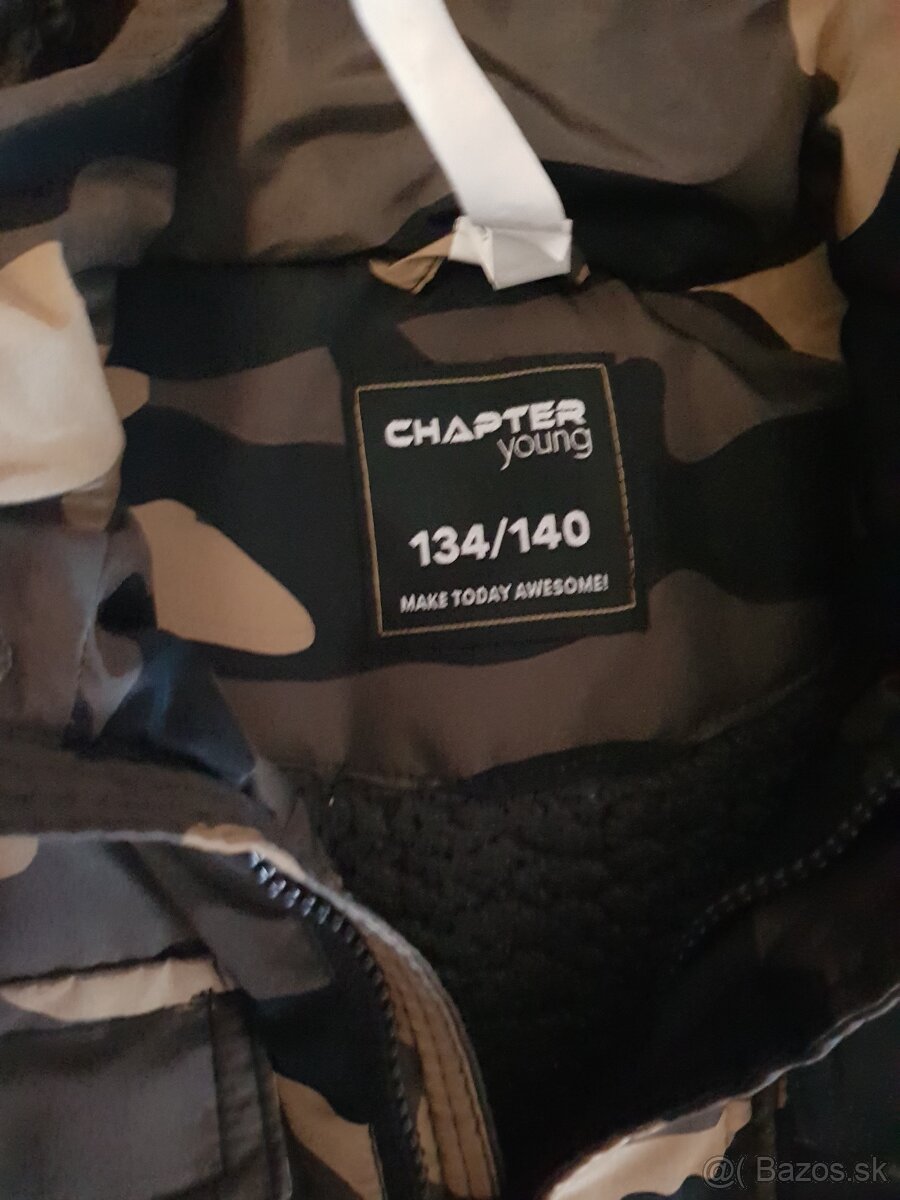 CHAPTER
young
134/140
MAKE TODAY AWESOME!
@( Bazos.sk